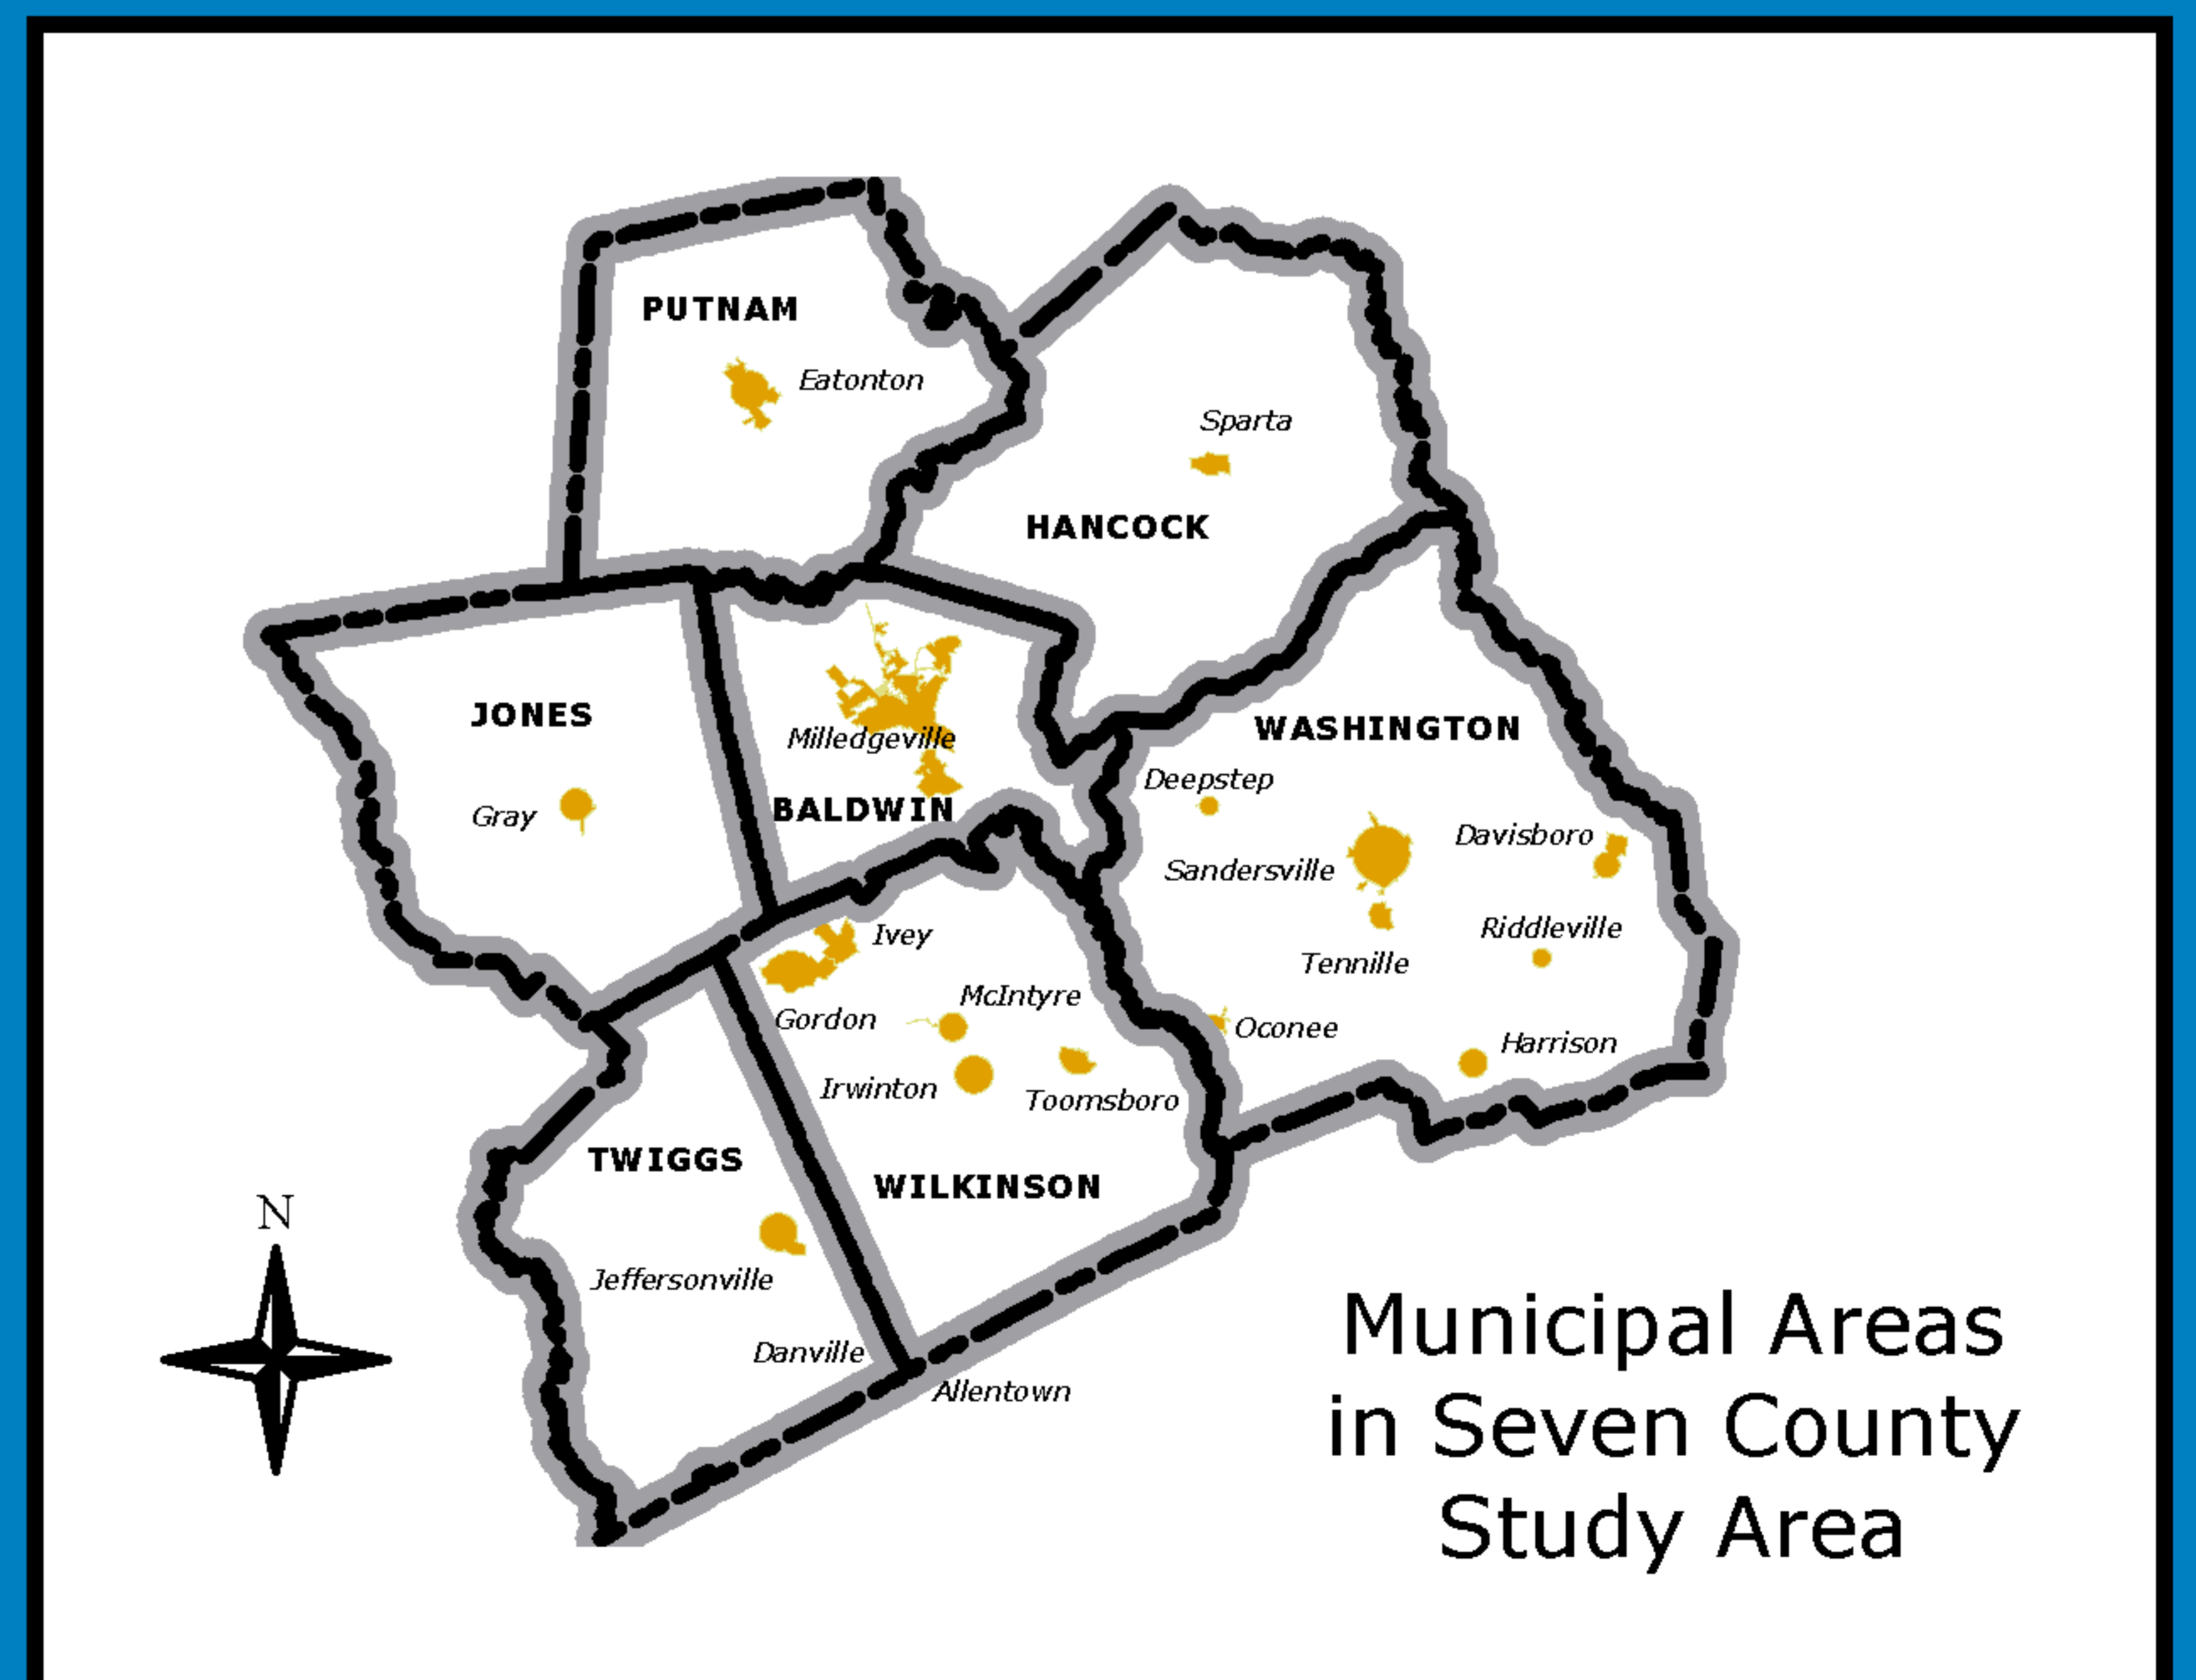 PUTNAM
Eatonton
Sparta
HANCOCK
JONES
Gray
Milledgeville
BALDWIN
WASHINGTON
Deepstep
Davisboro
Sandersville
Riddleville
Tennille
Ivey
McIntyre
Gordon
Oconee
Harrison
Irwinton
Toomsboro
TWIGGS
WILKINSON
Jeffersonville
Danville
Allentown
N
Municipal Areas
in Seven County
Study Area